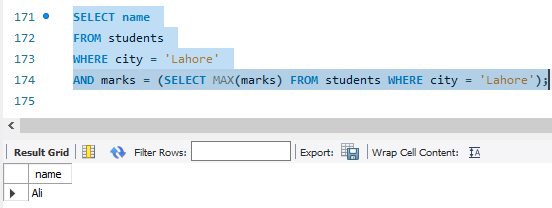 171 SELECT name
172 FROM students
173 WHERE city = 'Lahore'
174 AND marks = (SELECT MAX(marks) FROM students WHERE city = 'Lahore');
175
Result Grid Filter Rows: Export: Wrap Cell Content: IA
name
Ali